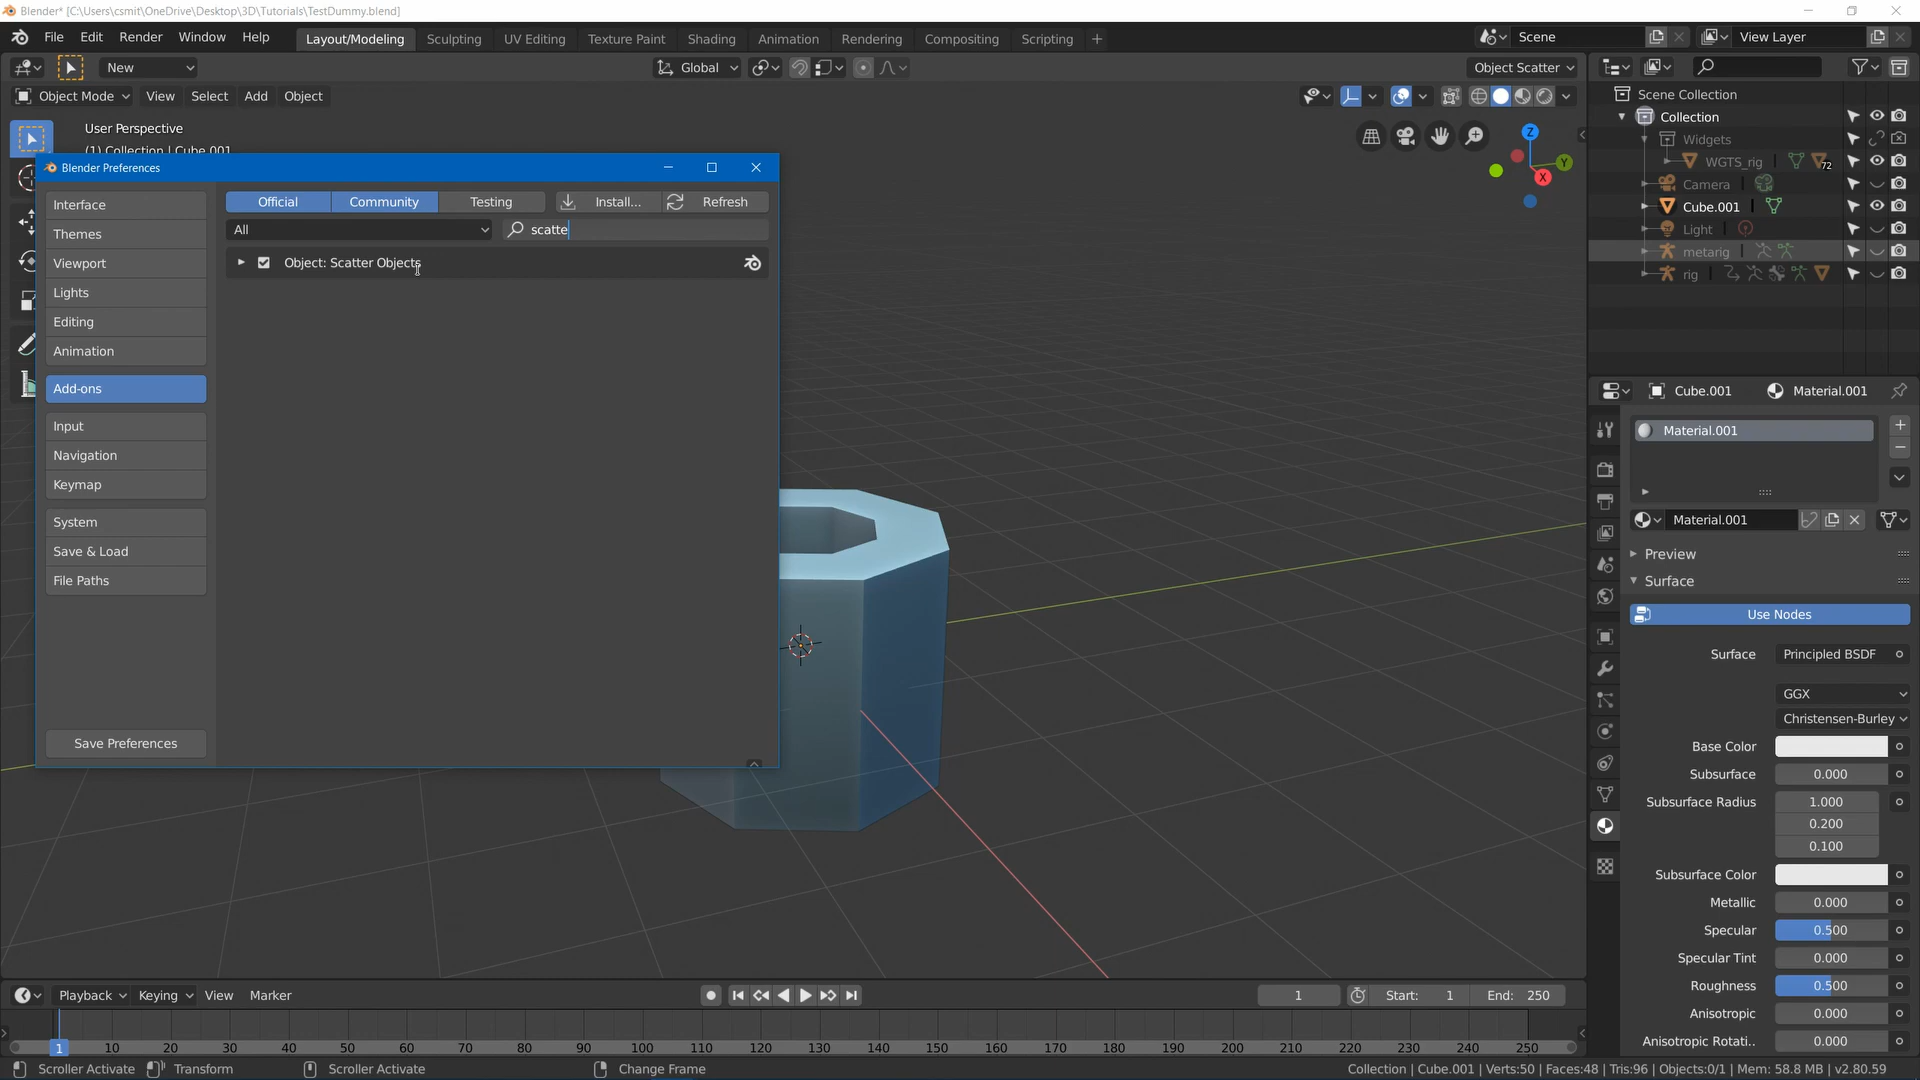 Blender* [C:\Users\csmit\OneDrive\Desktop\3D\Tutorials\TestDummy.blend]
File Edit Render Window Help Layout/Modeling Sculpting UV Editing Texture Paint Shading Animation Rendering Compositing Scripting + Scene View Layer
New Global Object Scatter
Object Mode View Select Add Object
User Perspective
(1) Collection | Cube.001
Blender Preferences
Interface
Themes
Viewport
Lights
Editing
Animation
Add-ons
Input
Navigation
Keymap
System
Save & Load
File Paths
Save Preferences
Official Community Testing Install... Refresh
All scatte
Object: Scatter Objects
Z
Y
X
Scene Collection
Collection
Widgets
WGTS_rig 72
Camera
Cube.001
Light
metarig
rig
Cube.001 Material.001
Material.001
Material.001
Preview
Surface
Use Nodes
Surface Principled BSDF
GGX
Christensen-Burley
Base Color
Subsurface 0.000
Subsurface Radius 1.000
0.200
0.100
Subsurface Color
Metallic 0.000
Specular 0.500
Specular Tint 0.000
Roughness 0.500
Anisotropic 0.000
Anisotropic Rotati.. 0.000
Playback Keying View Marker 1 Start: 1 End: 250
1 10 20 30 40 50 60 70 80 90 100 110 120 130 140 150 160 170 180 190 200 210 220 230 240 250
Scroller Activate Transform Scroller Activate Change Frame Collection | Cube.001 | Verts:50 | Faces:48 | Tris:96 | Objects:0/1 | Mem: 58.8 MB | v2.80.59